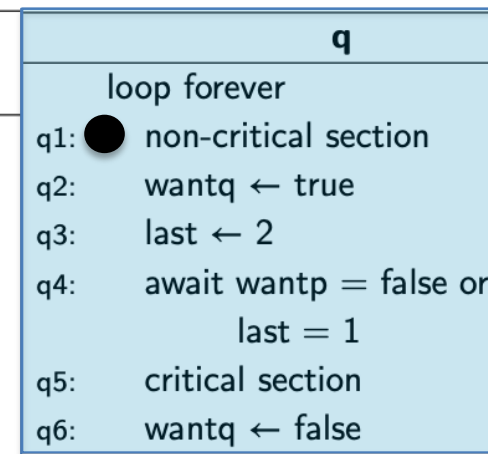 q
loop forever
q1: non-critical section
q2: wantq ← true
q3: last ← 2
q4: await wantp = false or
last = 1
q5: critical section
q6: wantq ← false